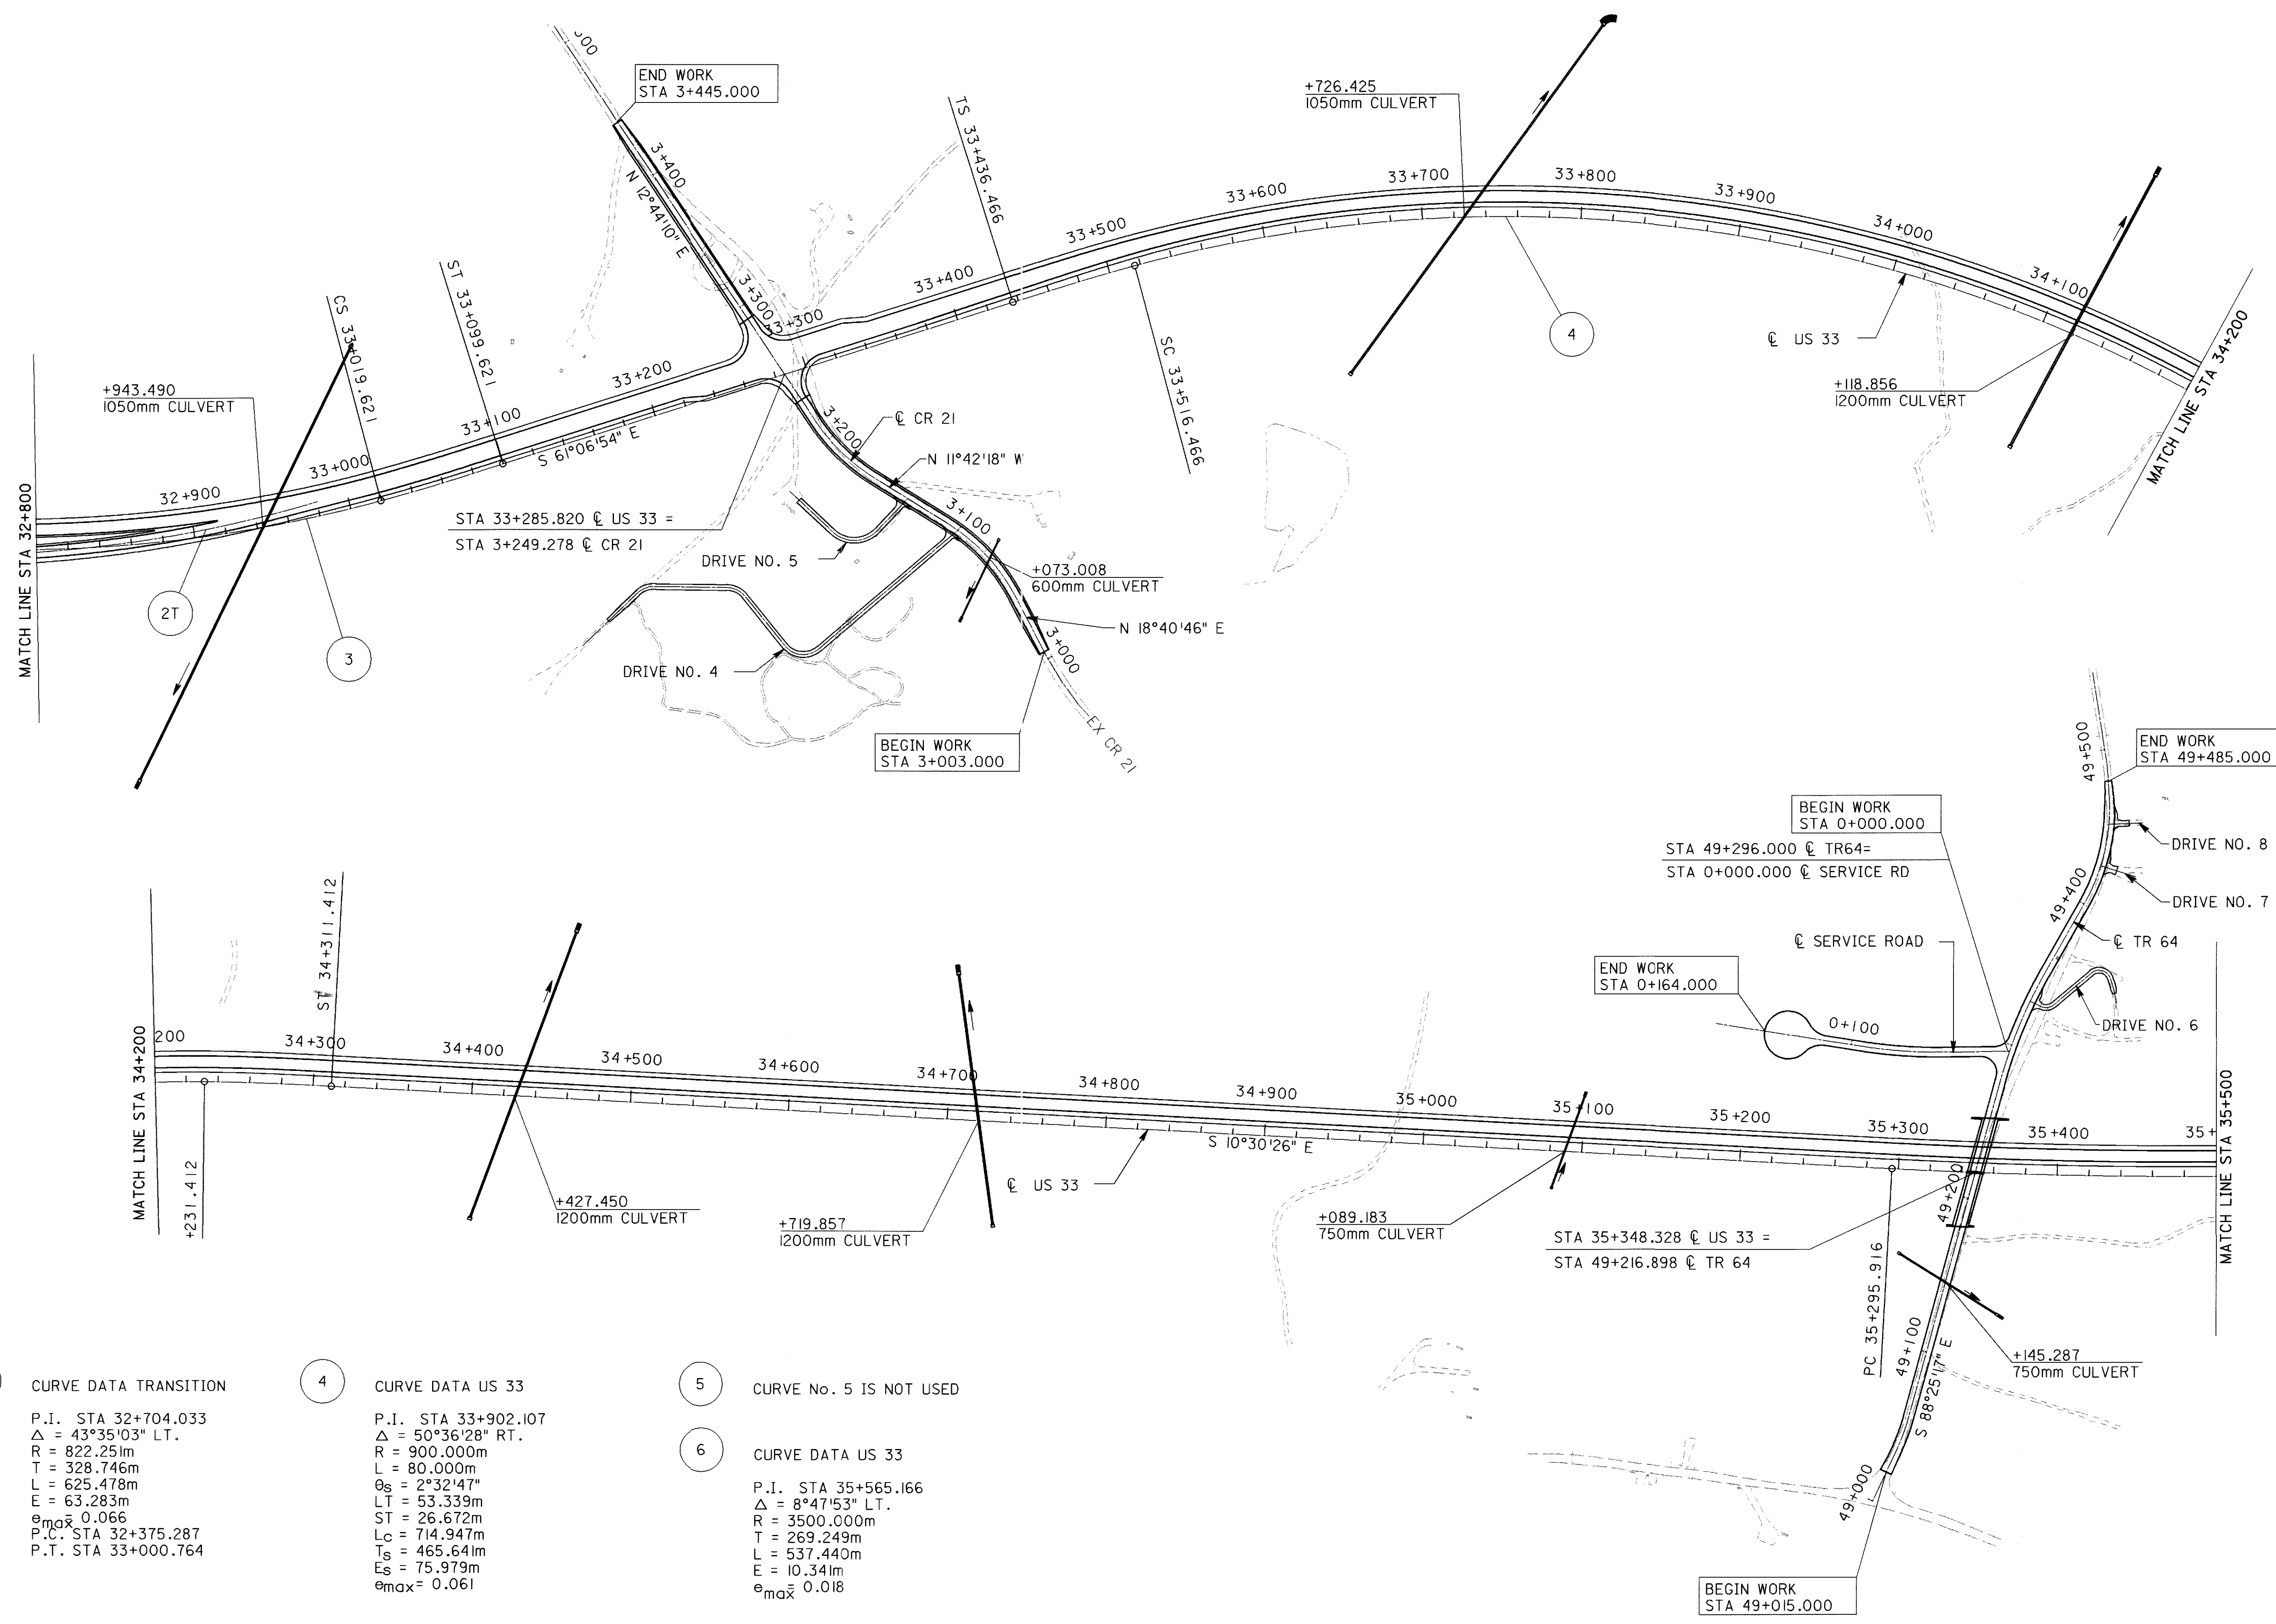 END WORK
STA 3+445.000
3+400
N 12°44'10" E
3+300
TS 33+436.466
+726.425
1050mm CULVERT
33+700
33+800
33+600
33+900
33+500
34+000
33+400
34+100
33+300
ST 33+099.621
CS 33+019.621
33+200
33+100
33+000
32+900
+943.490
1050mm CULVERT
S 61°06'54" E
SC 33+516.466
4
℄ US 33
+118.856
1200mm CULVERT
MATCH LINE STA 34+200
MATCH LINE STA 32+800
2T
3
STA 33+285.820 ℄ US 33 =
STA 3+249.278 ℄ CR 21
3+200
℄ CR 21
N 11°42'18" W
3+100
DRIVE NO. 5
+073.008
600mm CULVERT
N 18°40'46" E
3+000
DRIVE NO. 4
EX CR 21
BEGIN WORK
STA 3+003.000
49+500
END WORK
STA 49+485.000
BEGIN WORK
STA 0+000.000
STA 49+296.000 ℄ TR64=
STA 0+000.000 ℄ SERVICE RD
DRIVE NO. 8
49+400
DRIVE NO. 7
℄ SERVICE ROAD
℄ TR 64
END WORK
STA 0+164.000
0+100
DRIVE NO. 6
MATCH LINE STA 34+200
200
ST 34+311.412
34+300
34+400
34+500
34+600
34+700
34+800
34+900
35+000
35+100
35+200
35+300
35+400
35+
MATCH LINE STA 35+500
+231.412
S 10°30'26" E
℄ US 33
+427.450
1200mm CULVERT
+719.857
1200mm CULVERT
+089.183
750mm CULVERT
49+200
STA 35+348.328 ℄ US 33 =
STA 49+216.898 ℄ TR 64
PC 35+295.916
49+100
S 88°25'17" E
+145.287
750mm CULVERT
49+000
BEGIN WORK
STA 49+015.000
CURVE DATA TRANSITION
P.I. STA 32+704.033
Δ = 43°35'03" LT.
R = 822.251m
T = 328.746m
L = 625.478m
E = 63.283m
emax= 0.066
P.C. STA 32+375.287
P.T. STA 33+000.764
4
CURVE DATA US 33
P.I. STA 33+902.107
Δ = 50°36'28" RT.
R = 900.000m
L = 80.000m
θs = 2°32'47"
LT = 53.339m
ST = 26.672m
Lc = 714.947m
Ts = 465.641m
Es = 75.979m
emax= 0.061
5
CURVE No. 5 IS NOT USED
6
CURVE DATA US 33
P.I. STA 35+565.166
Δ = 8°47'53" LT.
R = 3500.000m
T = 269.249m
L = 537.440m
E = 10.341m
emax= 0.018